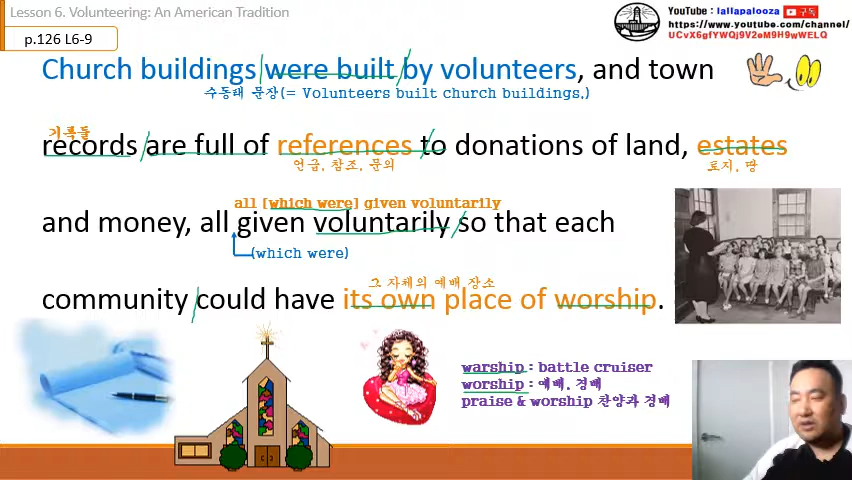 Lesson 6. Volunteering: An American Tradition
p.126 L6-9
YouTube : lallapalooza 구독
https://www.youtube.com/channel/
UCvX6gfYWQj9V2eM9H9wWELQ
Church buildings were built by volunteers, and town
수동태 문장(= Volunteers built church buildings.)
기록들
records are full of references to donations of land, estates
언급, 참조, 문의
토지, 땅
all [which were] given voluntarily
and money, all given voluntarily so that each
(which were)
그 자체의 예배 장소
community could have its own place of worship.
warship : battle cruiser
worship : 예배, 경배
praise & worship 찬양과 경배